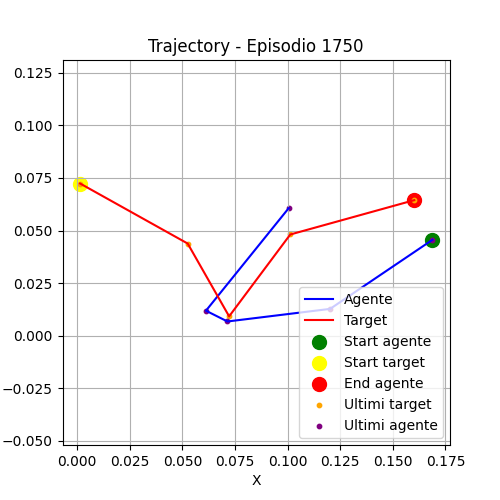 Trajectory - Episodio 1750
0.125
0.100
0.075
0.050
0.025
0.000
−0.025
−0.050
Agente
Target
Start agente
Start target
End agente
Ultimi target
Ultimi agente
0.000 0.025 0.050 0.075 0.100 0.125 0.150 0.175
X